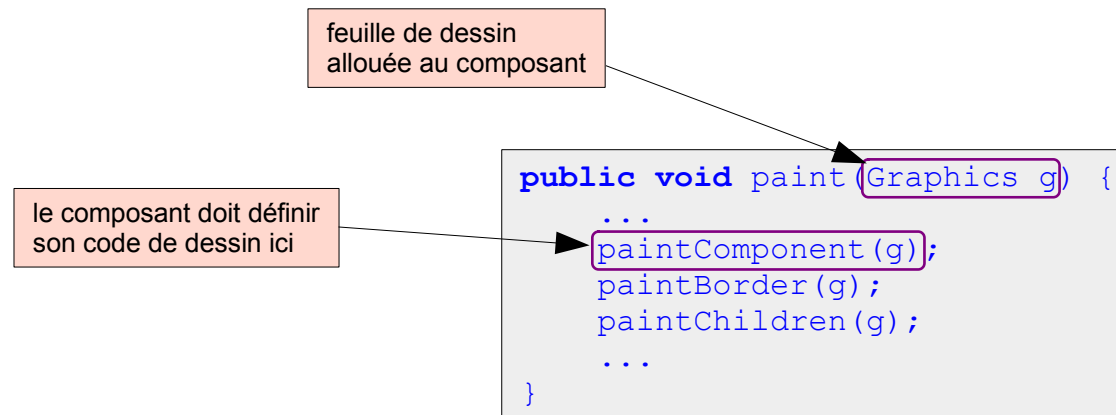 feuille de dessin
allouée au composant
le composant doit définir
son code de dessin ici
public void paint(Graphics g) {
    ...
    paintComponent(g);
    paintBorder(g);
    paintChildren(g);
    ...
}